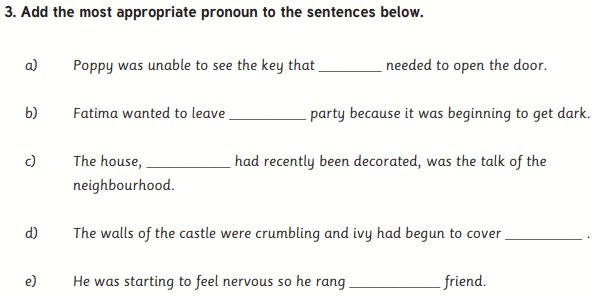 3. Add the most appropriate pronoun to the sentences below.
a) Poppy was unable to see the key that ________ needed to open the door.
b) Fatima wanted to leave __________ party because it was beginning to get dark.
c) The house, ___________ had recently been decorated, was the talk of the
neighbourhood.
d) The walls of the castle were crumbling and ivy had begun to cover __________ .
e) He was starting to feel nervous so he rang ____________ friend.